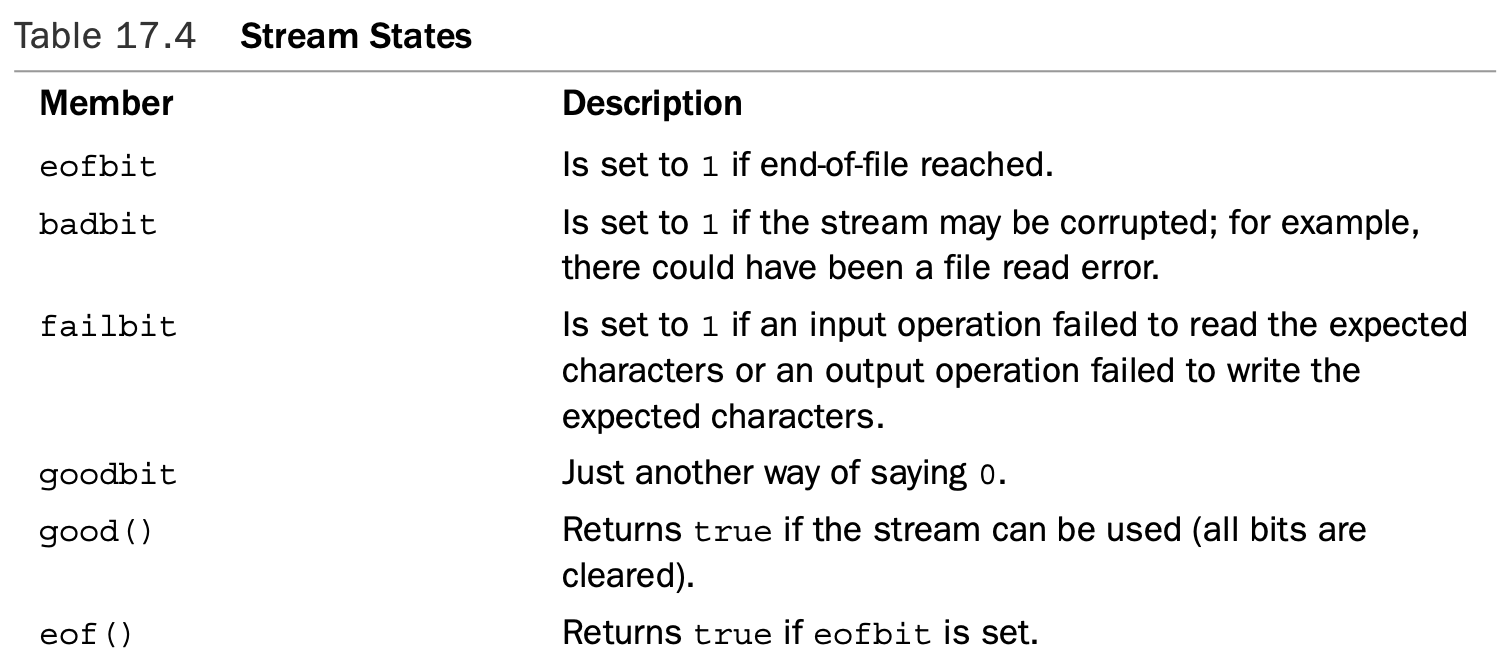 Table 17.4 Stream States
Member Description
eofbit Is set to 1 if end-of-file reached.
badbit Is set to 1 if the stream may be corrupted; for example,
there could have been a file read error.
failbit Is set to 1 if an input operation failed to read the expected
characters or an output operation failed to write the
expected characters.
goodbit Just another way of saying 0.
good() Returns true if the stream can be used (all bits are
cleared).
eof() Returns true if eofbit is set.